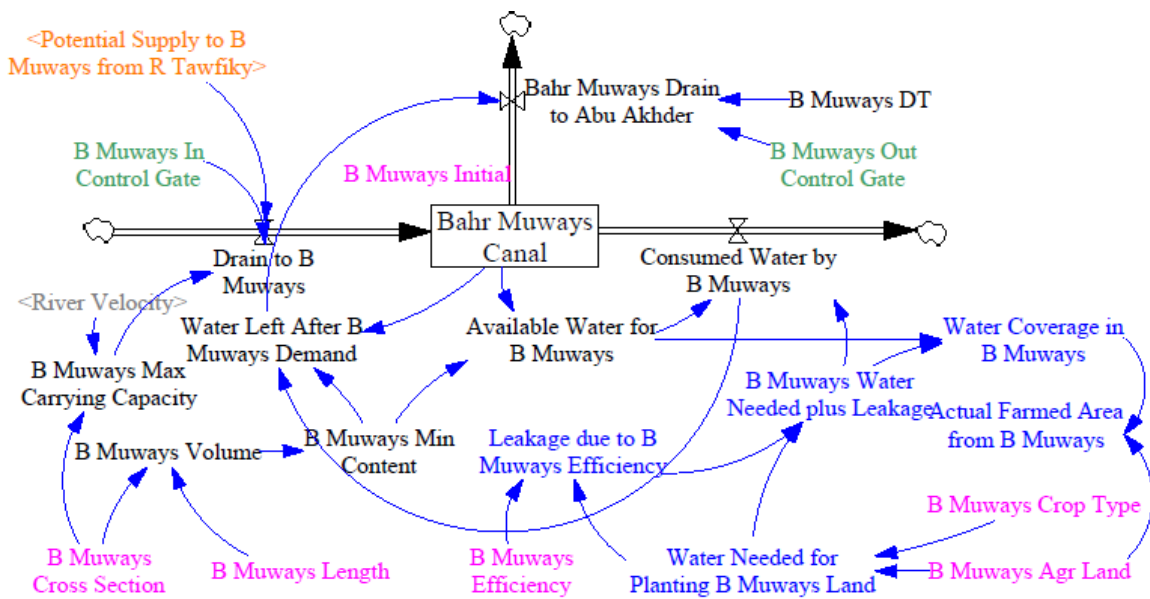 <Potential Supply to B
Muways from R Tawfiky>
Bahr Muways Drain
to Abu Akhder
B Muways DT
B Muways In
Control Gate
B Muways Initial
B Muways Out
Control Gate
Bahr Muways
Canal
Drain to B
Muways
Consumed Water by
B Muways
<River Velocity>
Water Left After B
Muways Demand
Available Water for
B Muways
Water Coverage in
B Muways
B Muways Max
Carrying Capacity
B Muways Water
Needed plus Leakage
Actual Farmed Area
from B Muways
B Muways Volume
B Muways Min
Content
Leakage due to B
Muways Efficiency
B Muways Crop Type
B Muways
Cross Section
B Muways Length
B Muways
Efficiency
Water Needed for
Planting B Muways Land
B Muways Agr Land